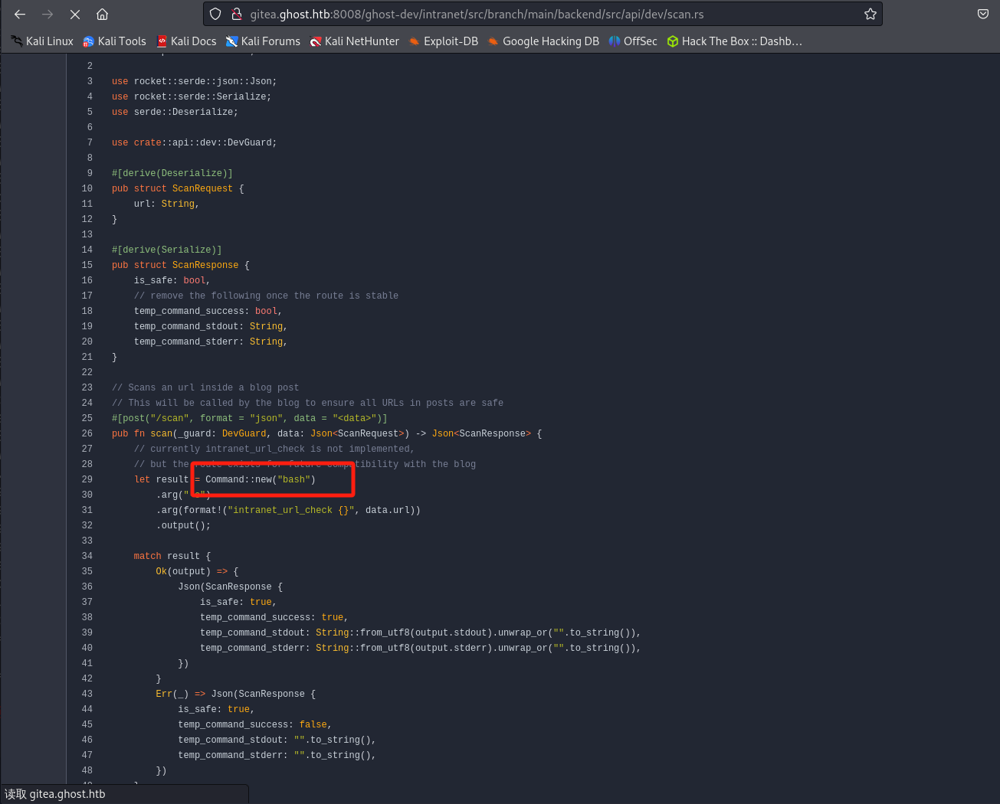 gitea.ghost.htb:8008/ghost-dev/intranet/src/branch/main/backend/src/api/dev/scan.rs
Kali Linux Kali Tools Kali Docs Kali Forums Kali NetHunter Exploit-DB Google Hacking DB OffSec Hack The Box :: Dashb…
2
3 use rocket::serde::json::Json;
4 use rocket::serde::Serialize;
5 use serde::Deserialize;
6
7 use crate::api::dev::DevGuard;
8
9 #[derive(Deserialize)]
10 pub struct ScanRequest {
11 url: String,
12 }
13
14 #[derive(Serialize)]
15 pub struct ScanResponse {
16 is_safe: bool,
17 // remove the following once the route is stable
18 temp_command_success: bool,
19 temp_command_stdout: String,
20 temp_command_stderr: String,
21 }
22
23 // Scans an url inside a blog post
24 // This will be called by the blog to ensure all URLs in posts are safe
25 #[post("/scan", format = "json", data = "<data>")]
26 pub fn scan(_guard: DevGuard, data: Json<ScanRequest>) -> Json<ScanResponse> {
27 // currently intranet_url_check is not implemented,
28 // but the route exists for future compatibility with the blog
29 let result = Command::new("bash")
30 .arg("-c")
31 .arg(format!("intranet_url_check {}", data.url))
32 .output();
33
34 match result {
35 Ok(output) => {
36 Json(ScanResponse {
37 is_safe: true,
38 temp_command_success: true,
39 temp_command_stdout: String::from_utf8(output.stdout).unwrap_or("".to_string()),
40 temp_command_stderr: String::from_utf8(output.stderr).unwrap_or("".to_string()),
41 })
42 }
43 Err(_) => Json(ScanResponse {
44 is_safe: true,
45 temp_command_success: false,
46 temp_command_stdout: "".to_string(),
47 temp_command_stderr: "".to_string(),
48 })
读取 gitea.ghost.htb